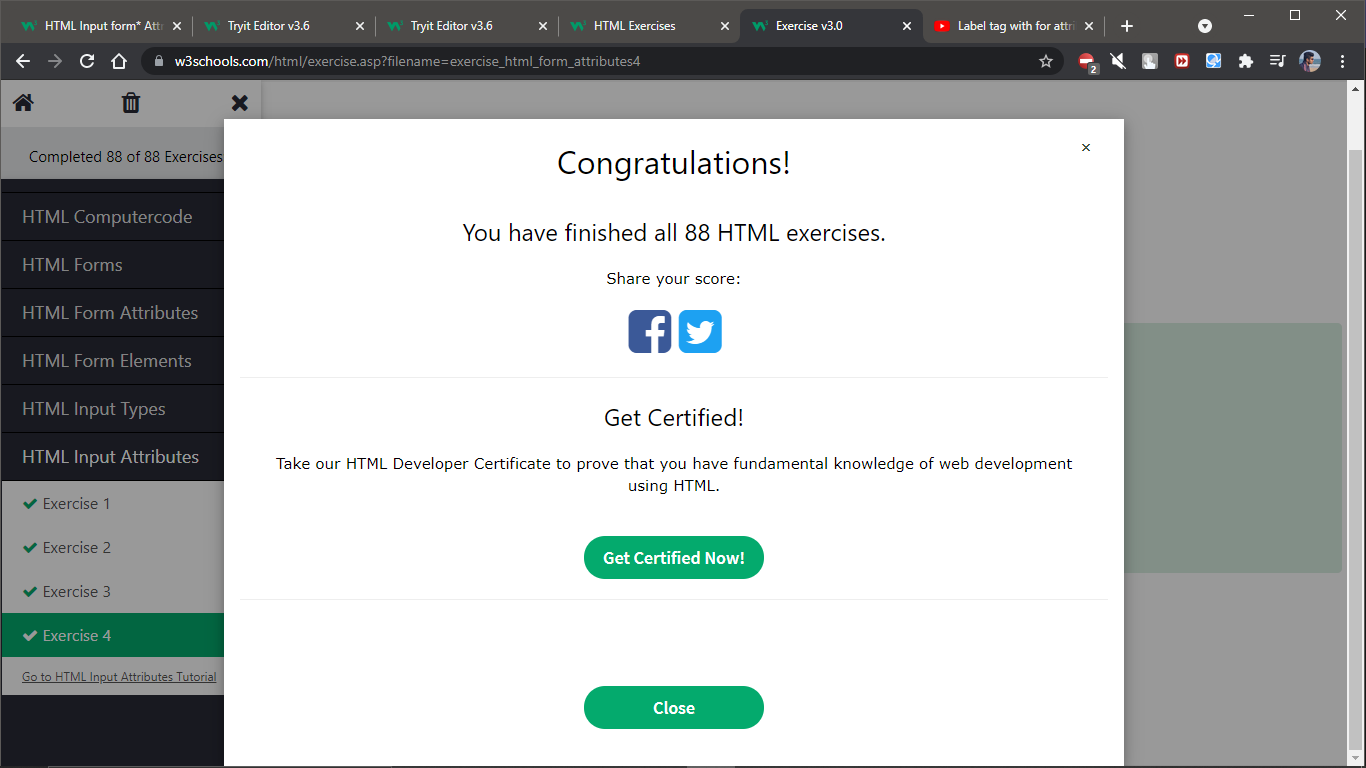 HTML Input form* Att
Tryit Editor v3.6
Tryit Editor v3.6
HTML Exercises
Exercise v3.0
Label tag with for attri
w3schools.com/html/exercise.asp?filename=exercise_html_form_attributes4
2
Completed 88 of 88 Exercises
HTML Computercode
HTML Forms
HTML Form Attributes
HTML Form Elements
HTML Input Types
HTML Input Attributes
Exercise 1
Exercise 2
Exercise 3
Exercise 4
Go to HTML Input Attributes Tutorial
×
Congratulations!
You have finished all 88 HTML exercises.
Share your score:
Get Certified!
Take our HTML Developer Certificate to prove that you have fundamental knowledge of web development
using HTML.
Get Certified Now!
Close